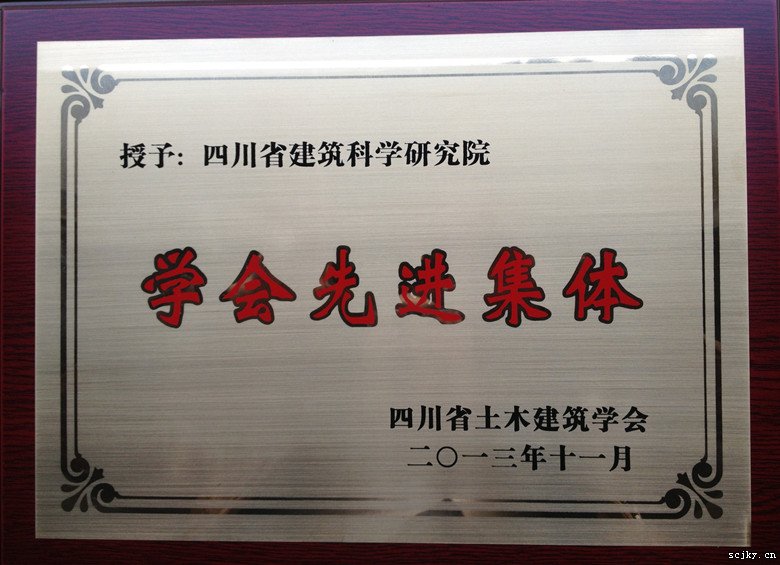 授予：四川省建筑科学研究院
学会先进集体
四川省土木建筑学会
二〇一三年十一月
scjky.cn